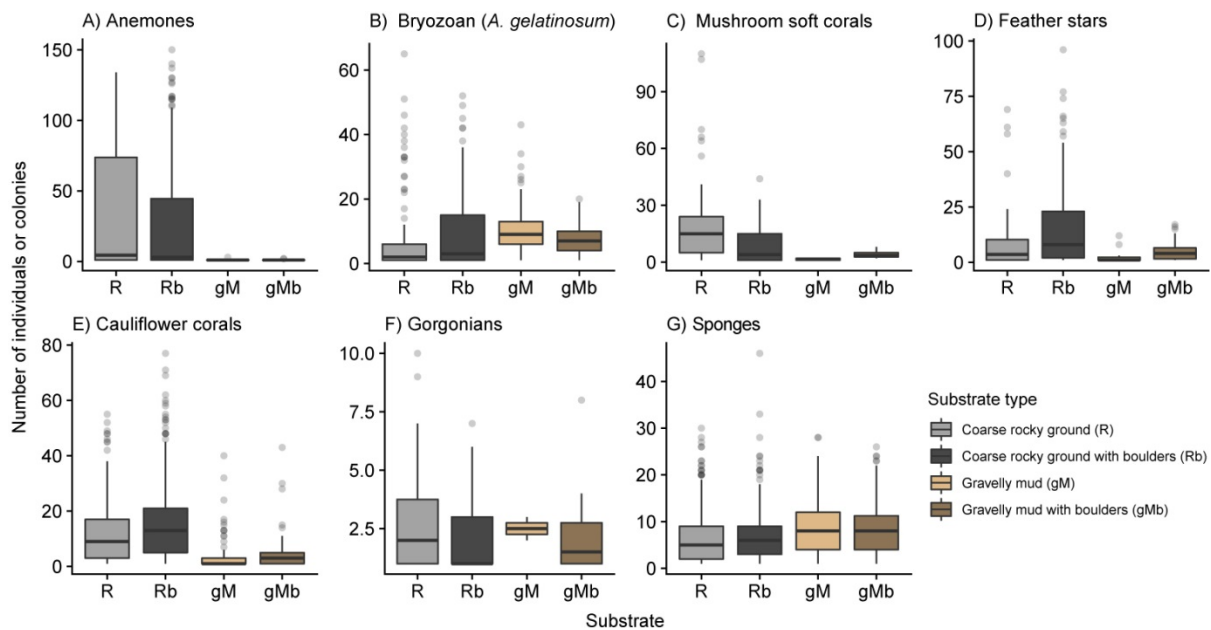 A) Anemones
B) Bryozoan (A. gelatinosum)
C) Mushroom soft corals
D) Feather stars
Number of individuals or colonies
150
100
50
0
R Rb gM gMb
60
40
20
0
R Rb gM gMb
90
60
30
0
R Rb gM gMb
100
75
50
25
0
R Rb gM gMb
E) Cauliflower corals
F) Gorgonians
G) Sponges
80
60
40
20
0
R Rb gM gMb
10.0
7.5
5.0
2.5
R Rb gM gMb
40
30
20
10
0
R Rb gM gMb
Substrate type
Coarse rocky ground (R)
Coarse rocky ground with boulders (Rb)
Gravelly mud (gM)
Gravelly mud with boulders (gMb)
Substrate